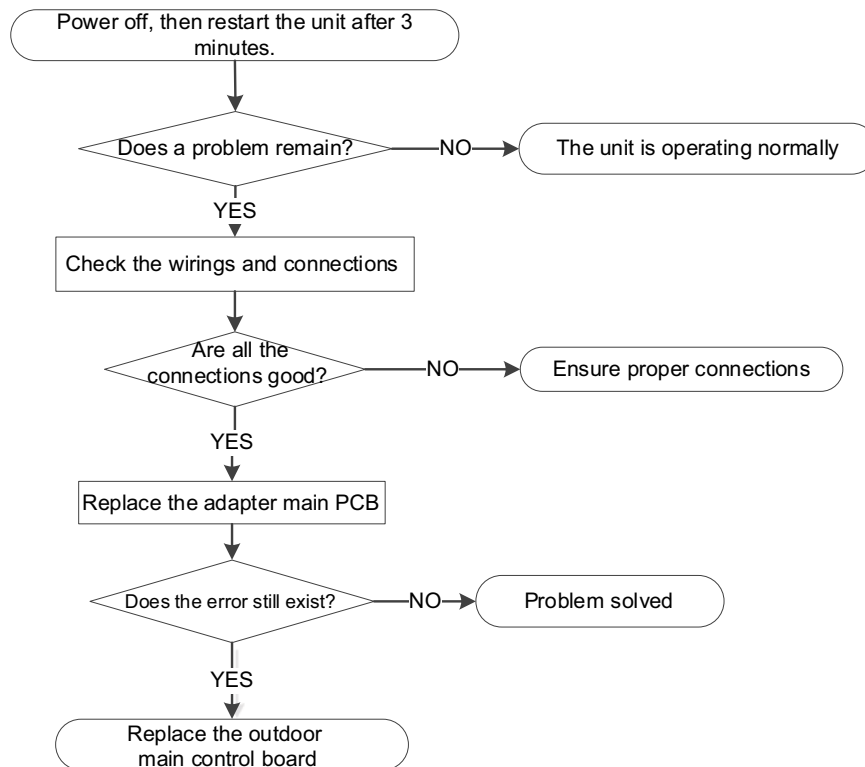 Power off, then restart the unit after 3
minutes.
Does a problem remain?
NO
The unit is operating normally
YES
Check the wirings and connections
Are all the
connections good?
NO
Ensure proper connections
YES
Replace the adapter main PCB
Does the error still exist?
NO
Problem solved
YES
Replace the outdoor
main control board